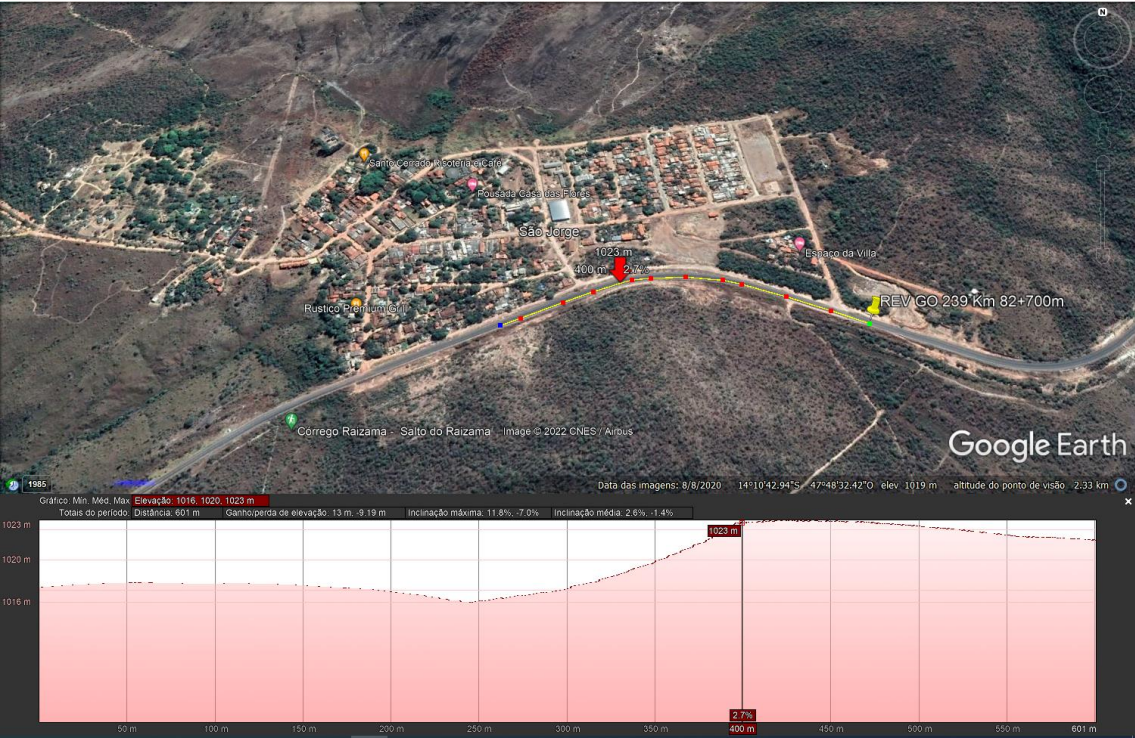 N
Santo Cerrado Risoteria e Café
Pousada Casa das Flores
São Jorge
1023 m
Espaço da Villa
400 m 2.7%
Rustico Premium Grill
REV GO 239 Km 82+700m
Córrego Raizama - Salto do Raizama
Image © 2022 CNES / Airbus
Google Earth
1985
Data das imagens: 8/8/2020 14°10'42.94"S 47°48'32.42"O elev 1019 m altitude do ponto de visão 2.33 km
Gráfico: Mín. Méd. Max Elevação: 1016, 1020, 1023 m
Totais do período: Distância: 601 m Ganho/perda de elevação: 13 m, -9.19 m Inclinação máxima: 11.8%, -7.0% Inclinação média: 2.6%, -1.4%
1023 m
1023 m
1020 m
1016 m
2.7%
50 m 100 m 150 m 200 m 250 m 300 m 350 m 400 m 450 m 500 m 550 m 601 m